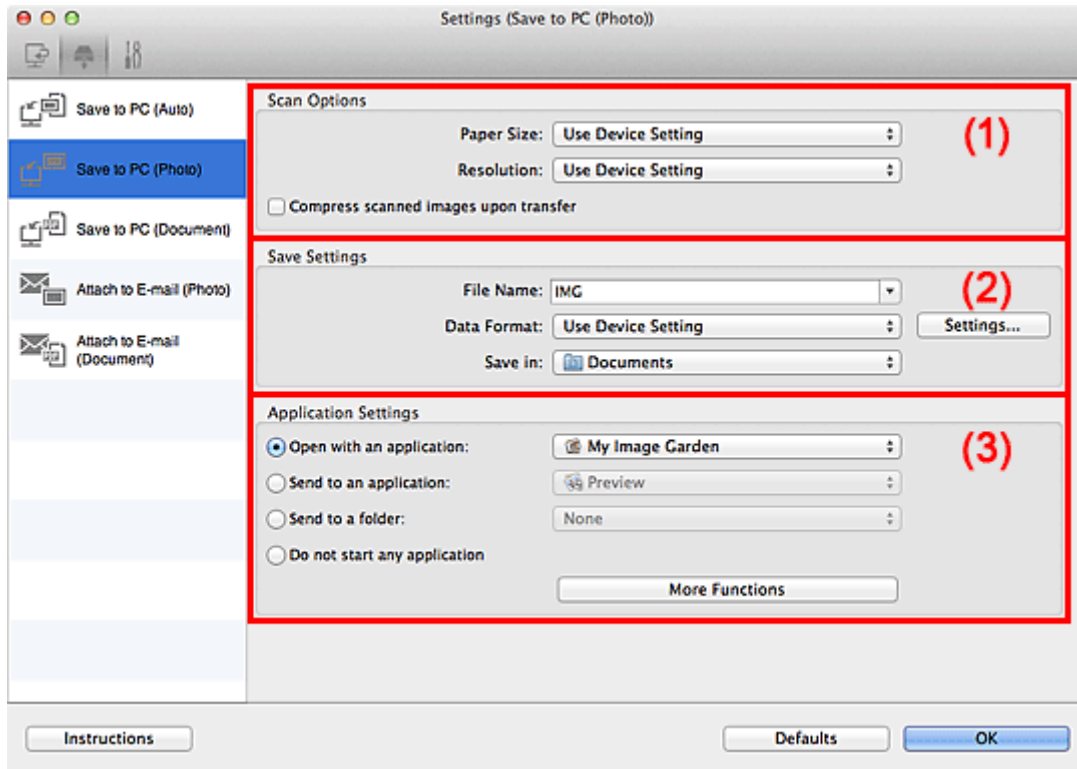 Settings (Save to PC (Photo))
Save to PC (Auto)
Save to PC (Photo)
Save to PC (Document)
Attach to E-mail (Photo)
Attach to E-mail
(Document)
Scan Options
(1)
Paper Size: Use Device Setting
Resolution: Use Device Setting
Compress scanned images upon transfer
Save Settings
(2)
File Name: IMG
Data Format: Use Device Setting Settings...
Save in: Documents
Application Settings
(3)
Open with an application: My Image Garden
Send to an application: Preview
Send to a folder: None
Do not start any application
More Functions
Instructions Defaults OK